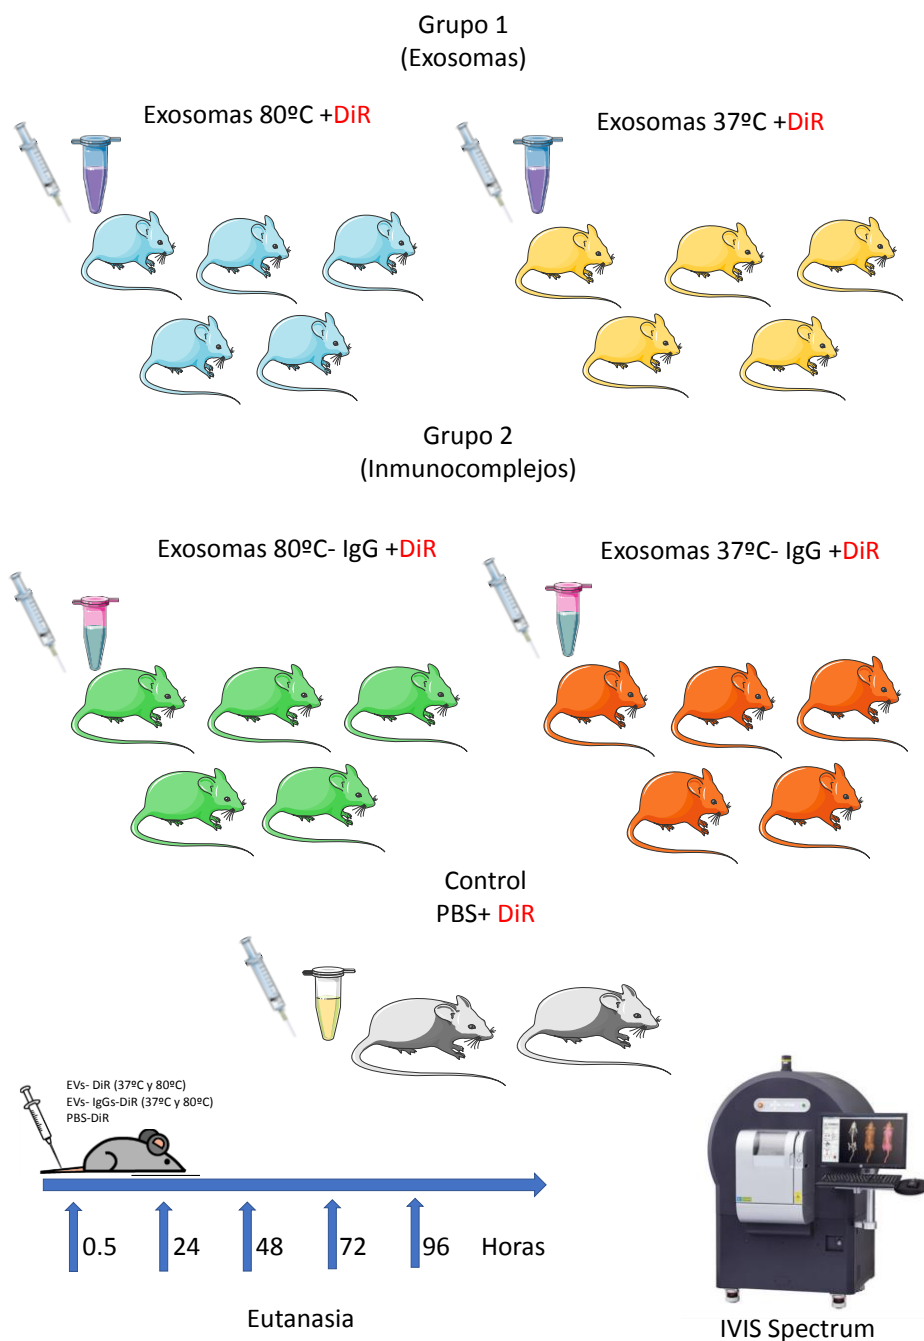 Grupo 1
(Exosomas)
Exosomas 80ºC +DiR
Exosomas 37ºC +DiR
Grupo 2
(Inmunocomplejos)
Exosomas 80ºC- IgG +DiR
Exosomas 37ºC- IgG +DiR
Control
PBS+ DiR
EVs- DiR (37ºC y 80ºC)
EVs- IgGs-DiR (37ºC y 80ºC)
PBS-DiR
0.5 24 48 72 96 Horas
Eutanasia
IVIS Spectrum